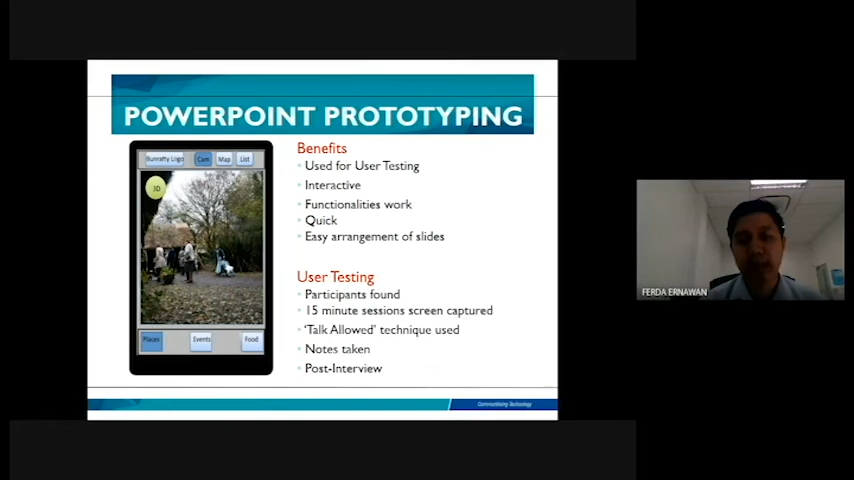 POWERPOINT PROTOTYPING
Bunratty Logo
Cam
Map
List
3D
Places
Events
Food
Benefits
Used for User Testing
Interactive
Functionalities work
Quick
Easy arrangement of slides
User Testing
Participants found
15 minute sessions screen captured
‘Talk Allowed’ technique used
Notes taken
Post-Interview
Communitising Technology
FERDA ERNAWAN